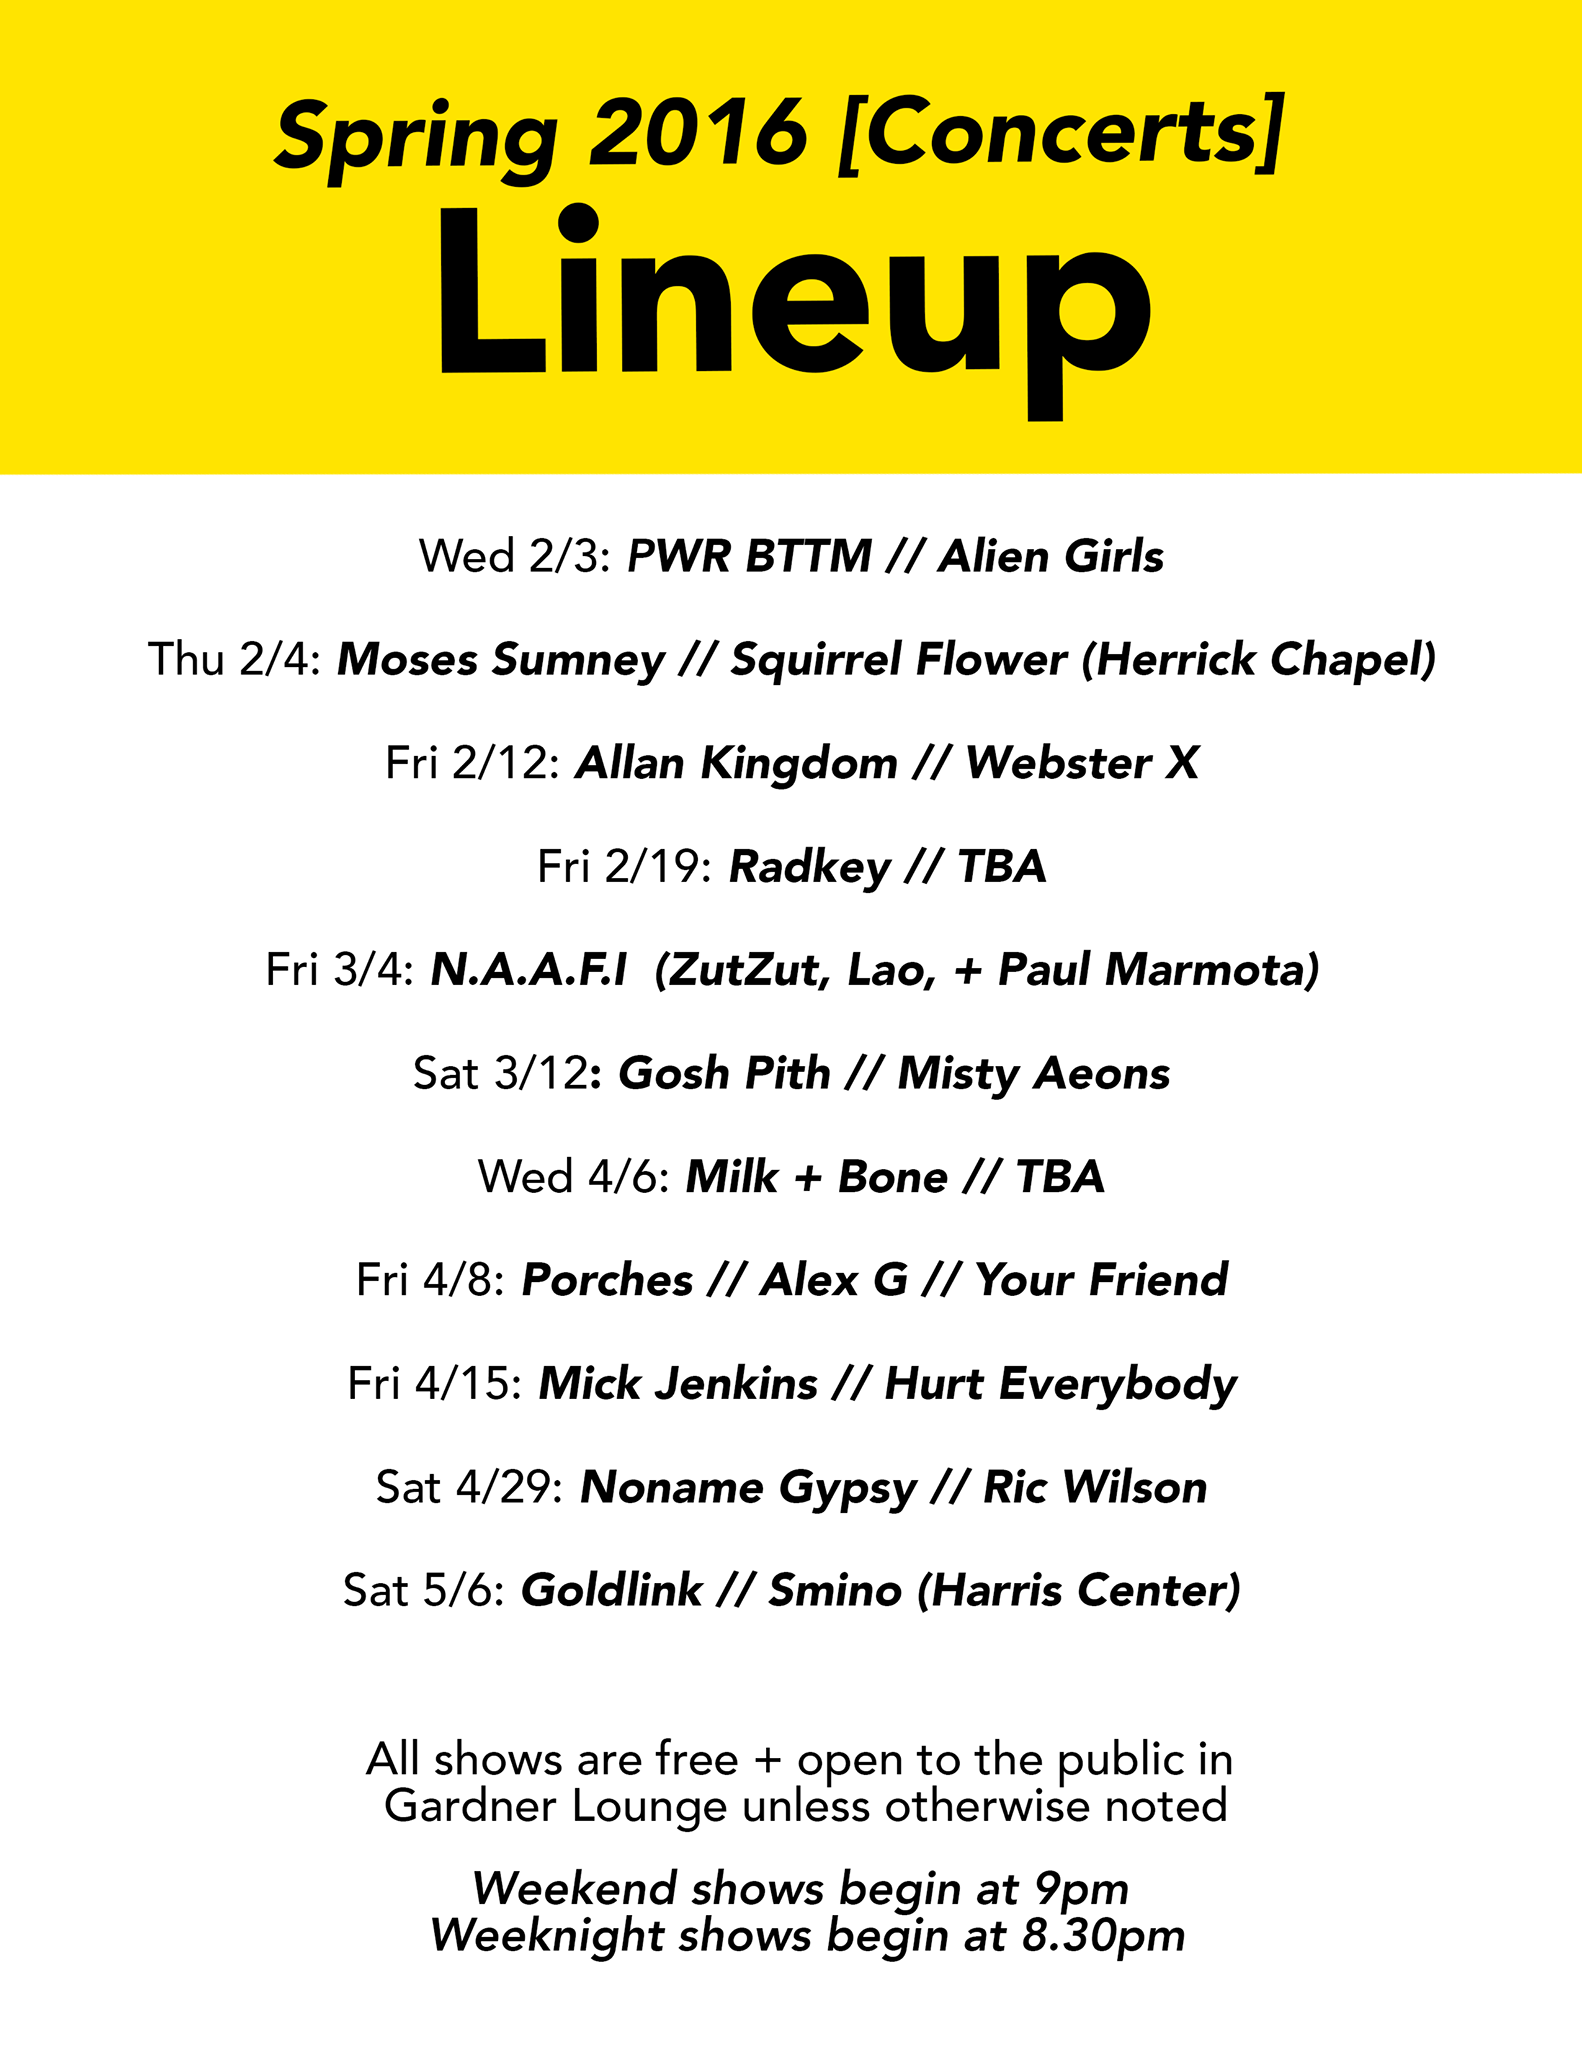 Spring 2016 [Concerts]
Lineup
Wed 2/3: PWR BTTM // Alien Girls
Thu 2/4: Moses Sumney // Squirrel Flower (Herrick Chapel)
Fri 2/12: Allan Kingdom // Webster X
Fri 2/19: Radkey // TBA
Fri 3/4: N.A.A.F.I (ZutZut, Lao, + Paul Marmota)
Sat 3/12: Gosh Pith // Misty Aeons
Wed 4/6: Milk + Bone // TBA
Fri 4/8: Porches // Alex G // Your Friend
Fri 4/15: Mick Jenkins // Hurt Everybody
Sat 4/29: Noname Gypsy // Ric Wilson
Sat 5/6: Goldlink // Smino (Harris Center)
All shows are free + open to the public in
Gardner Lounge unless otherwise noted
Weekend shows begin at 9pm
Weeknight shows begin at 8.30pm